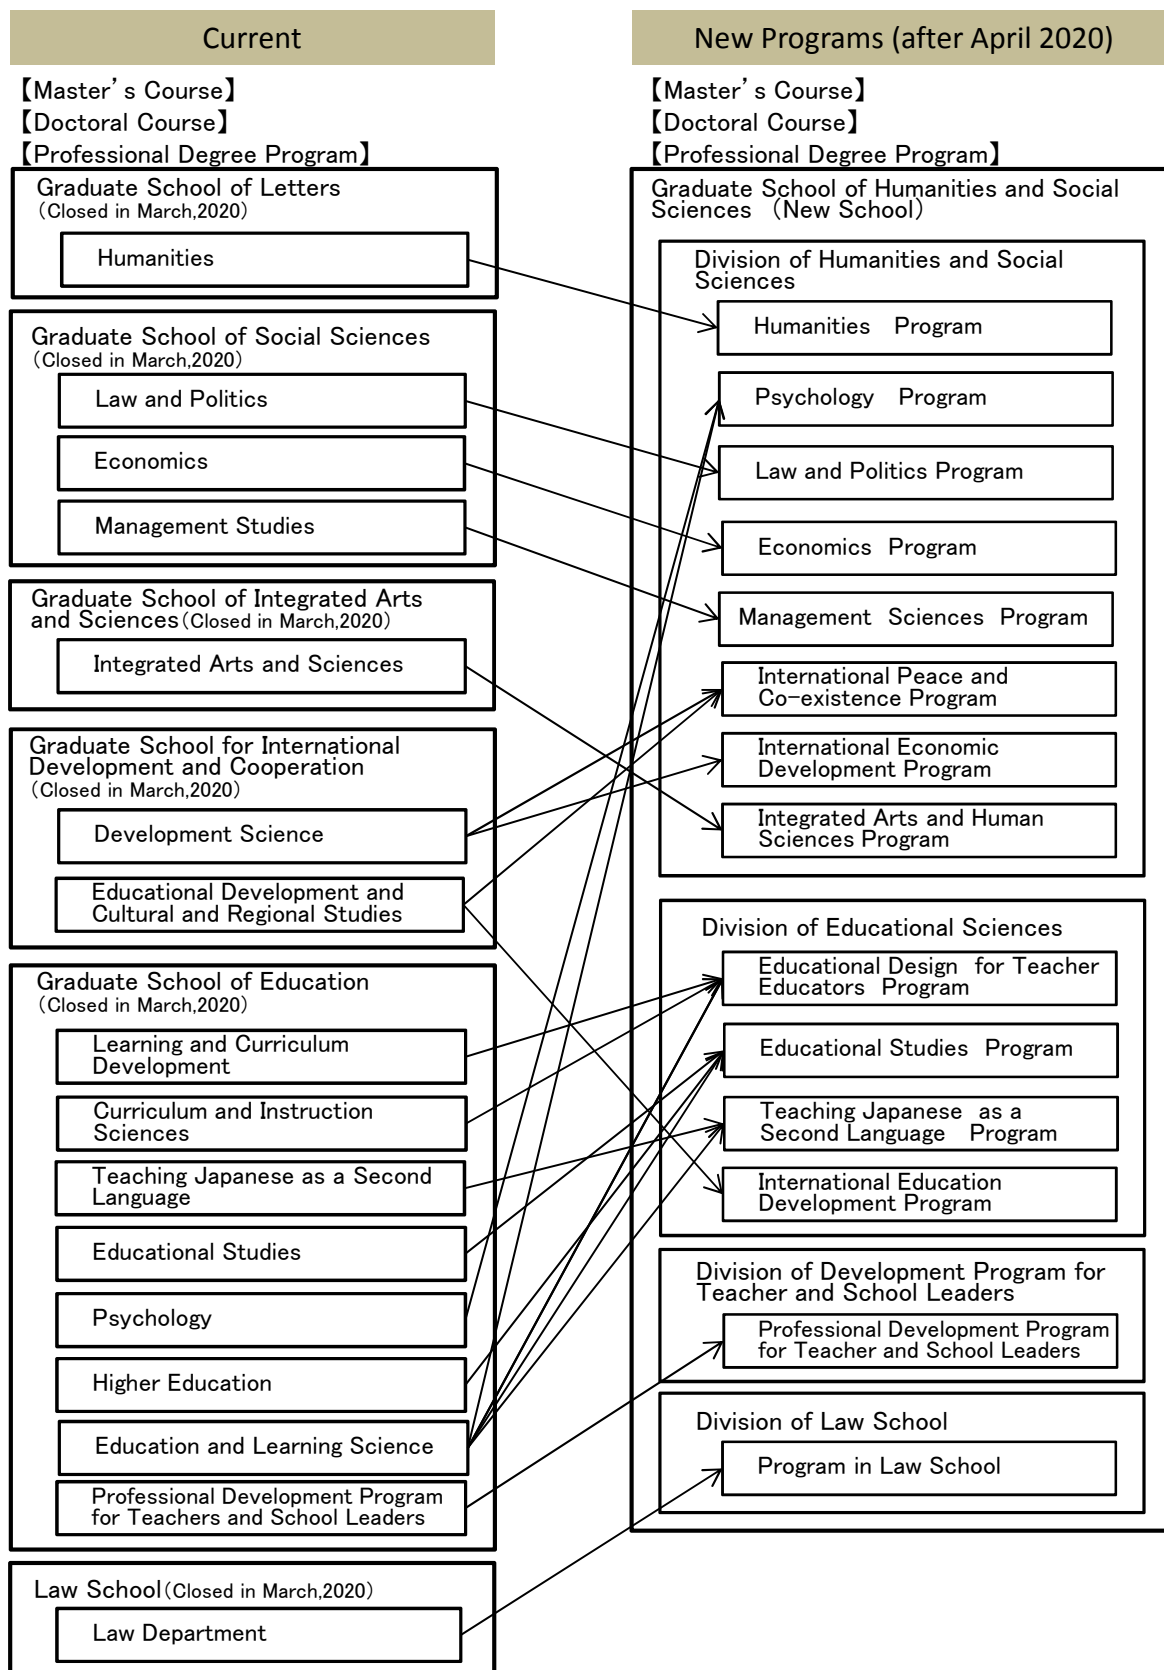 Current
【Master’s Course】
【Doctoral Course】
【Professional Degree Program】
Graduate School of Letters
(Closed in March,2020)
Humanities
Graduate School of Social Sciences
(Closed in March,2020)
Law and Politics
Economics
Management Studies
Graduate School of Integrated Arts
and Sciences(Closed in March,2020)
Integrated Arts and Sciences
Graduate School for International
Development and Cooperation
(Closed in March,2020)
Development Science
Educational Development and
Cultural and Regional Studies
Graduate School of Education
(Closed in March,2020)
Learning and Curriculum
Development
Curriculum and Instruction
Sciences
Teaching Japanese as a Second
Language
Educational Studies
Psychology
Higher Education
Education and Learning Science
Professional Development Program
for Teachers and School Leaders
Law School(Closed in March,2020)
Law Department
New Programs (after April 2020)
【Master’s Course】
【Doctoral Course】
【Professional Degree Program】
Graduate School of Humanities and Social
Sciences （New School）
Division of Humanities and Social
Sciences
Humanities Program
Psychology Program
Law and Politics Program
Economics Program
Management Sciences Program
International Peace and
Co-existence Program
International Economic
Development Program
Integrated Arts and Human
Sciences Program
Division of Educational Sciences
Educational Design for Teacher
Educators Program
Educational Studies Program
Teaching Japanese as a
Second Language Program
International Education
Development Program
Division of Development Program for
Teacher and School Leaders
Professional Development Program
for Teacher and School Leaders
Division of Law School
Program in Law School